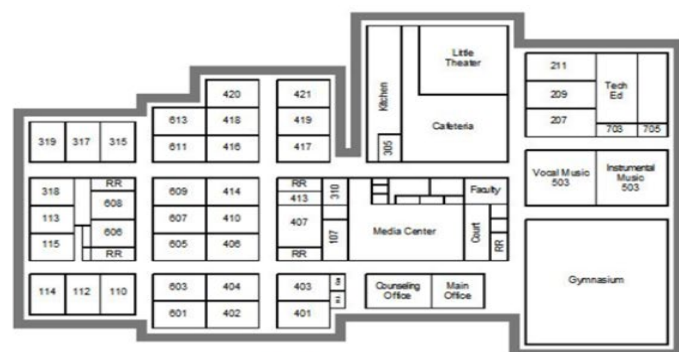 Little
Theater
Kitchen
Cafeteria
305
211
209
207
Tech
Ed
703
705
420
421
613
418
419
611
416
417
319
317
315
318
RR
608
113
606
115
RR
609
414
607
410
605
406
RR
413
310
407
107
RR
Media Center
Faculty
Court
RR
Vocal Music
503
Instrumental
Music
503
114
112
110
603
404
601
402
403
401
Counseling
Office
Main
Office
Gymnasium